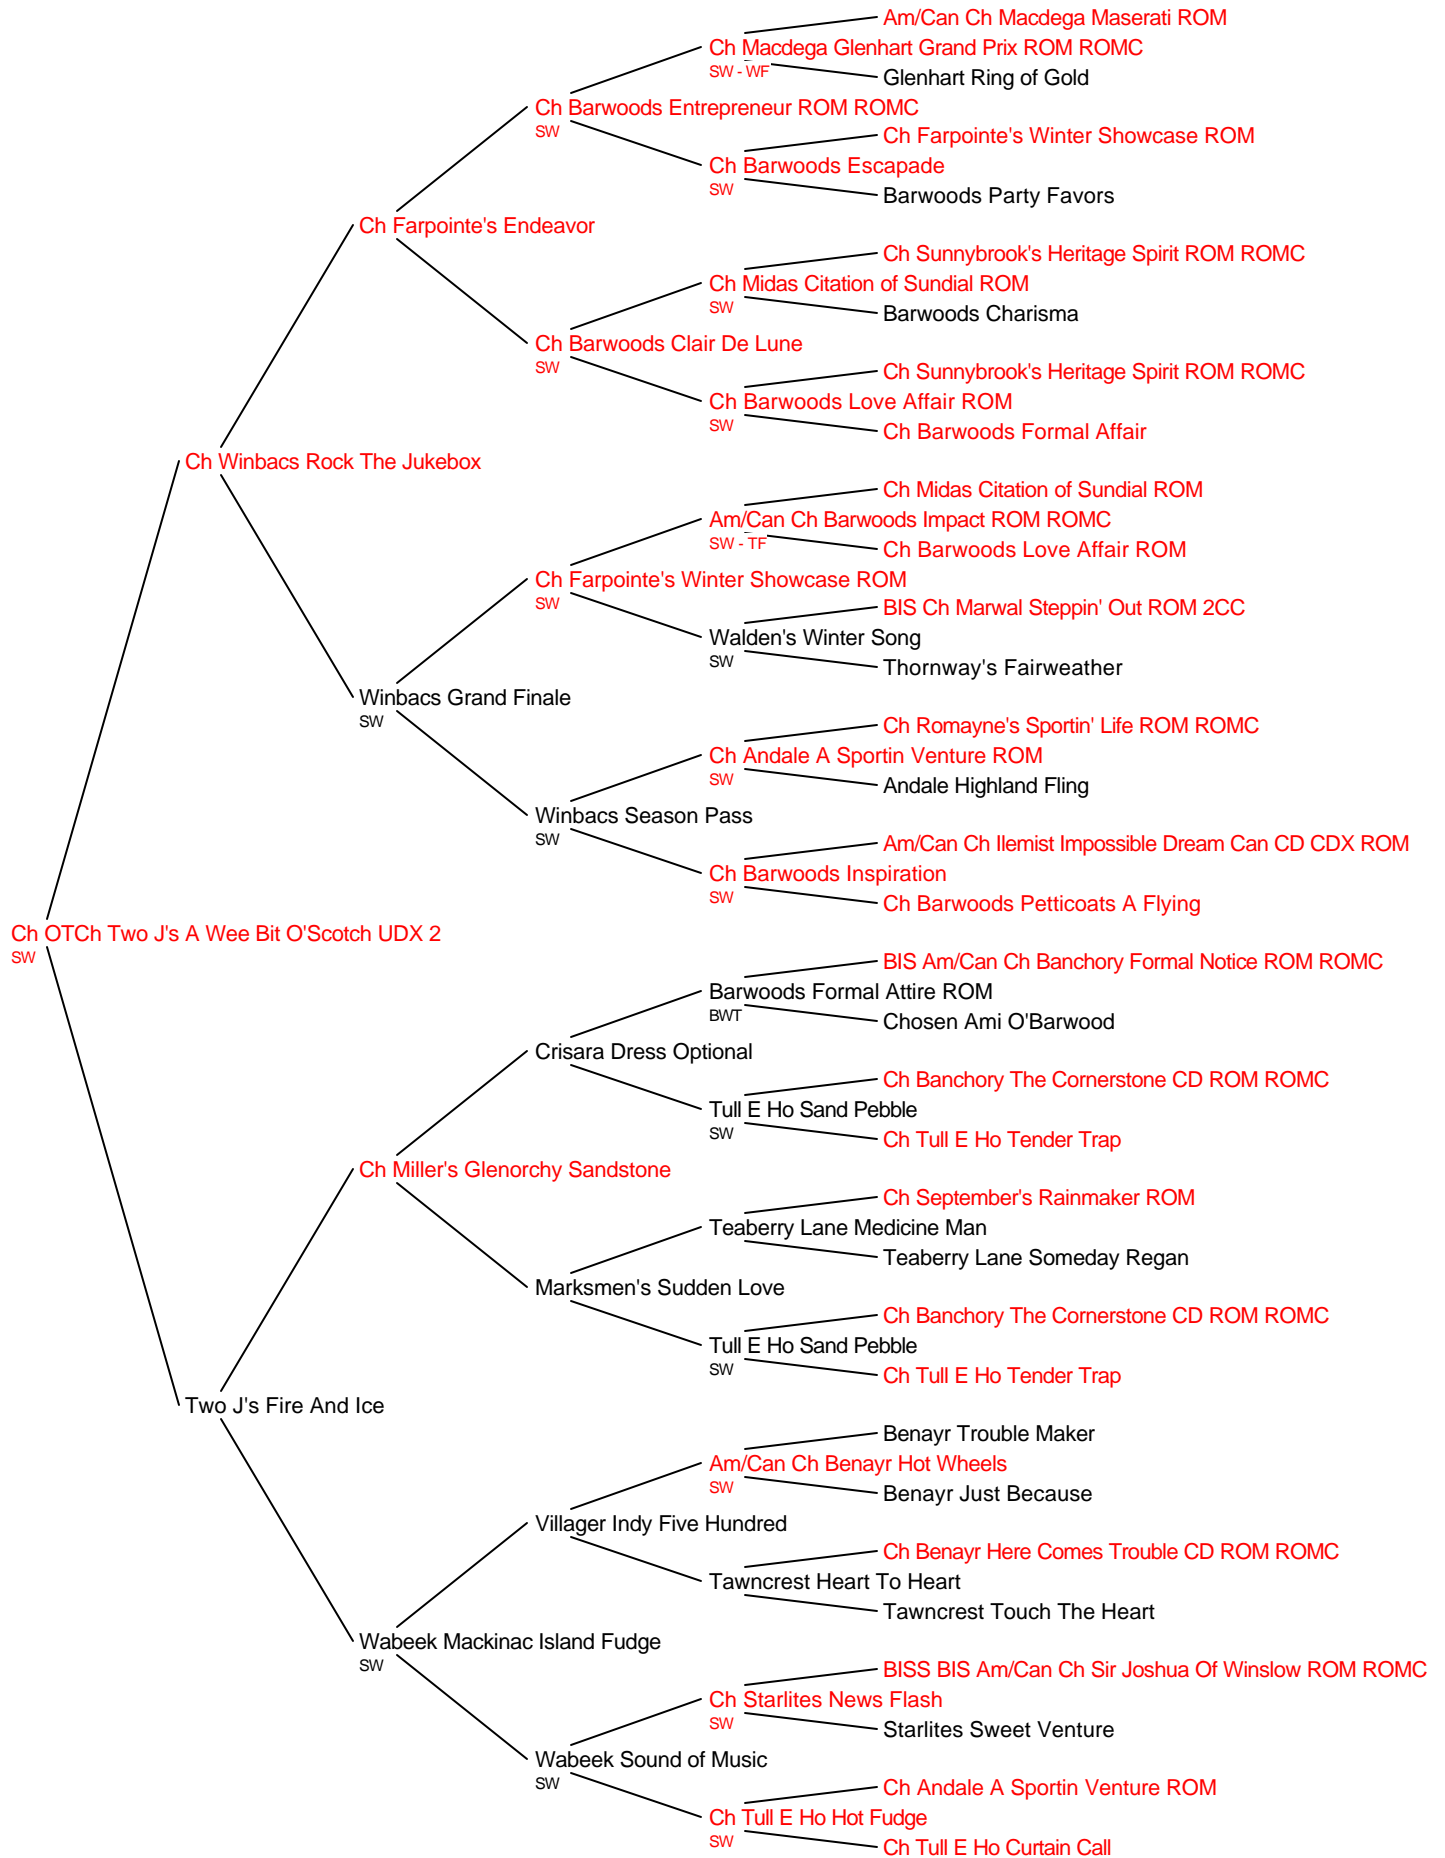 Am/Can Ch Macdega Maserati ROM
Ch Macdega Glenhart Grand Prix ROM ROMC
SW - WF
Glenhart Ring of Gold
Ch Barwoods Entrepreneur ROM ROMC
SW
Ch Farpointe's Winter Showcase ROM
Ch Barwoods Escapade
SW
Barwoods Party Favors
Ch Farpointe's Endeavor
Ch Sunnybrook's Heritage Spirit ROM ROMC
Ch Midas Citation of Sundial ROM
SW
Barwoods Charisma
Ch Barwoods Clair De Lune
SW
Ch Sunnybrook's Heritage Spirit ROM ROMC
Ch Barwoods Love Affair ROM
SW
Ch Barwoods Formal Affair
Ch Winbacs Rock The Jukebox
Ch Midas Citation of Sundial ROM
Am/Can Ch Barwoods Impact ROM ROMC
SW - TF
Ch Barwoods Love Affair ROM
Ch Farpointe's Winter Showcase ROM
SW
BIS Ch Marwal Steppin' Out ROM 2CC
Walden's Winter Song
SW
Thornway's Fairweather
Winbacs Grand Finale
SW
Ch Romayne's Sportin' Life ROM ROMC
Ch Andale A Sportin Venture ROM
SW
Andale Highland Fling
Winbacs Season Pass
SW
Am/Can Ch Ilemist Impossible Dream Can CD CDX ROM
Ch Barwoods Inspiration
SW
Ch Barwoods Petticoats A Flying
Ch OTCh Two J's A Wee Bit O'Scotch UDX 2
SW
BIS Am/Can Ch Banchory Formal Notice ROM ROMC
Barwoods Formal Attire ROM
BWT
Chosen Ami O'Barwood
Crisara Dress Optional
Ch Banchory The Cornerstone CD ROM ROMC
Tull E Ho Sand Pebble
SW
Ch Tull E Ho Tender Trap
Ch Miller's Glenorchy Sandstone
Ch September's Rainmaker ROM
Teaberry Lane Medicine Man
Teaberry Lane Someday Regan
Marksmen's Sudden Love
Ch Banchory The Cornerstone CD ROM ROMC
Tull E Ho Sand Pebble
SW
Ch Tull E Ho Tender Trap
Two J's Fire And Ice
Benayr Trouble Maker
Am/Can Ch Benayr Hot Wheels
SW
Benayr Just Because
Villager Indy Five Hundred
Ch Benayr Here Comes Trouble CD ROM ROMC
Tawncrest Heart To Heart
Tawncrest Touch The Heart
Wabeek Mackinac Island Fudge
SW
BISS BIS Am/Can Ch Sir Joshua Of Winslow ROM ROMC
Ch Starlites News Flash
SW
Starlites Sweet Venture
Wabeek Sound of Music
SW
Ch Andale A Sportin Venture ROM
Ch Tull E Ho Hot Fudge
SW
Ch Tull E Ho Curtain Call